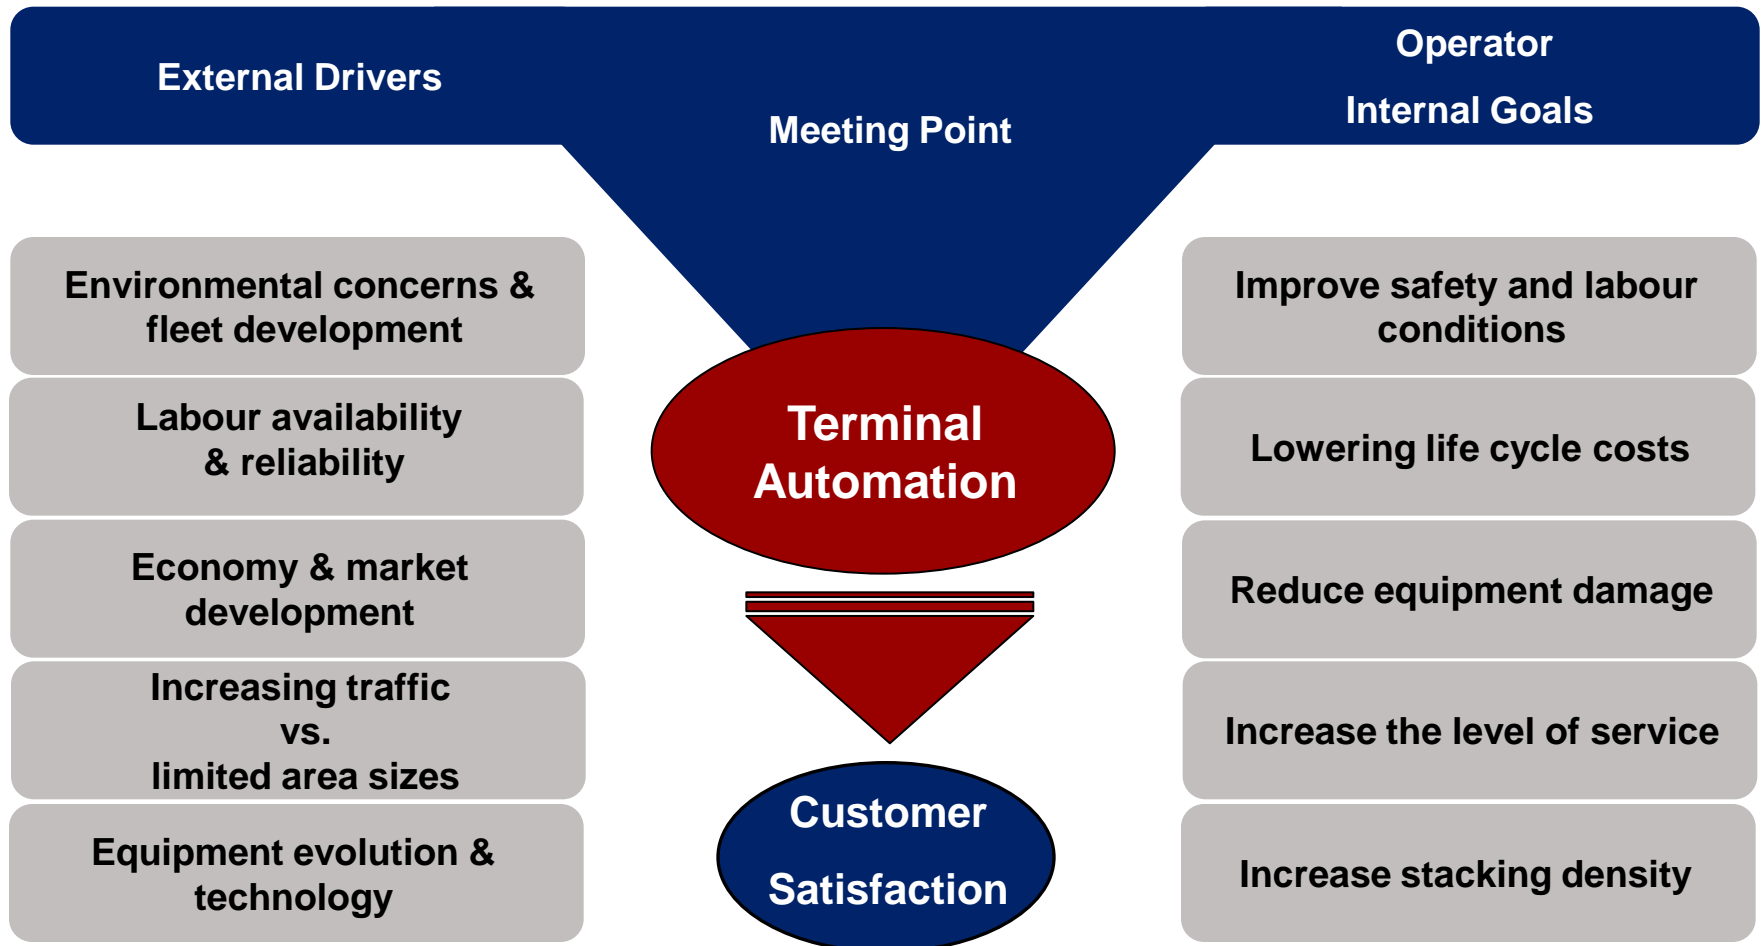 External Drivers
Meeting Point
Operator
Internal Goals
Environmental concerns &
fleet development
Labour availability
& reliability
Economy & market
development
Increasing traffic
vs.
limited area sizes
Equipment evolution &
technology
Terminal
Automation
Customer
Satisfaction
Improve safety and labour
conditions
Lowering life cycle costs
Reduce equipment damage
Increase the level of service
Increase stacking density